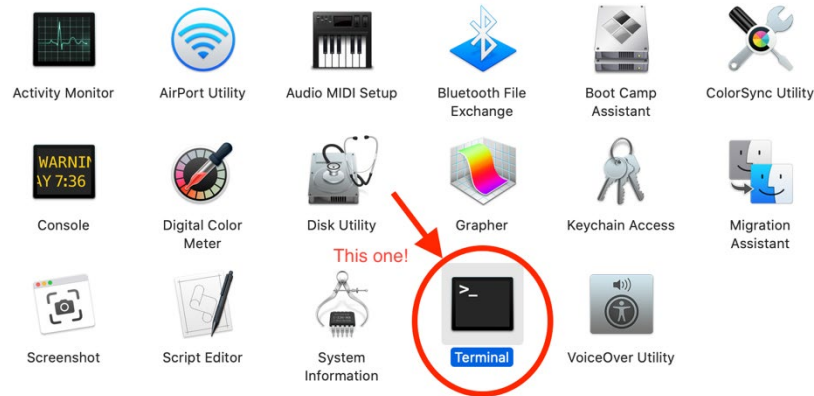 Activity Monitor
AirPort Utility
Audio MIDI Setup
Bluetooth File
Exchange
Boot Camp
Assistant
ColorSync Utility
WARNIN
AY 7:36
Console
Digital Color
Meter
Disk Utility
Grapher
Keychain Access
Migration
Assistant
This one!
>_
Screenshot
Script Editor
System
Information
Terminal
VoiceOver Utility